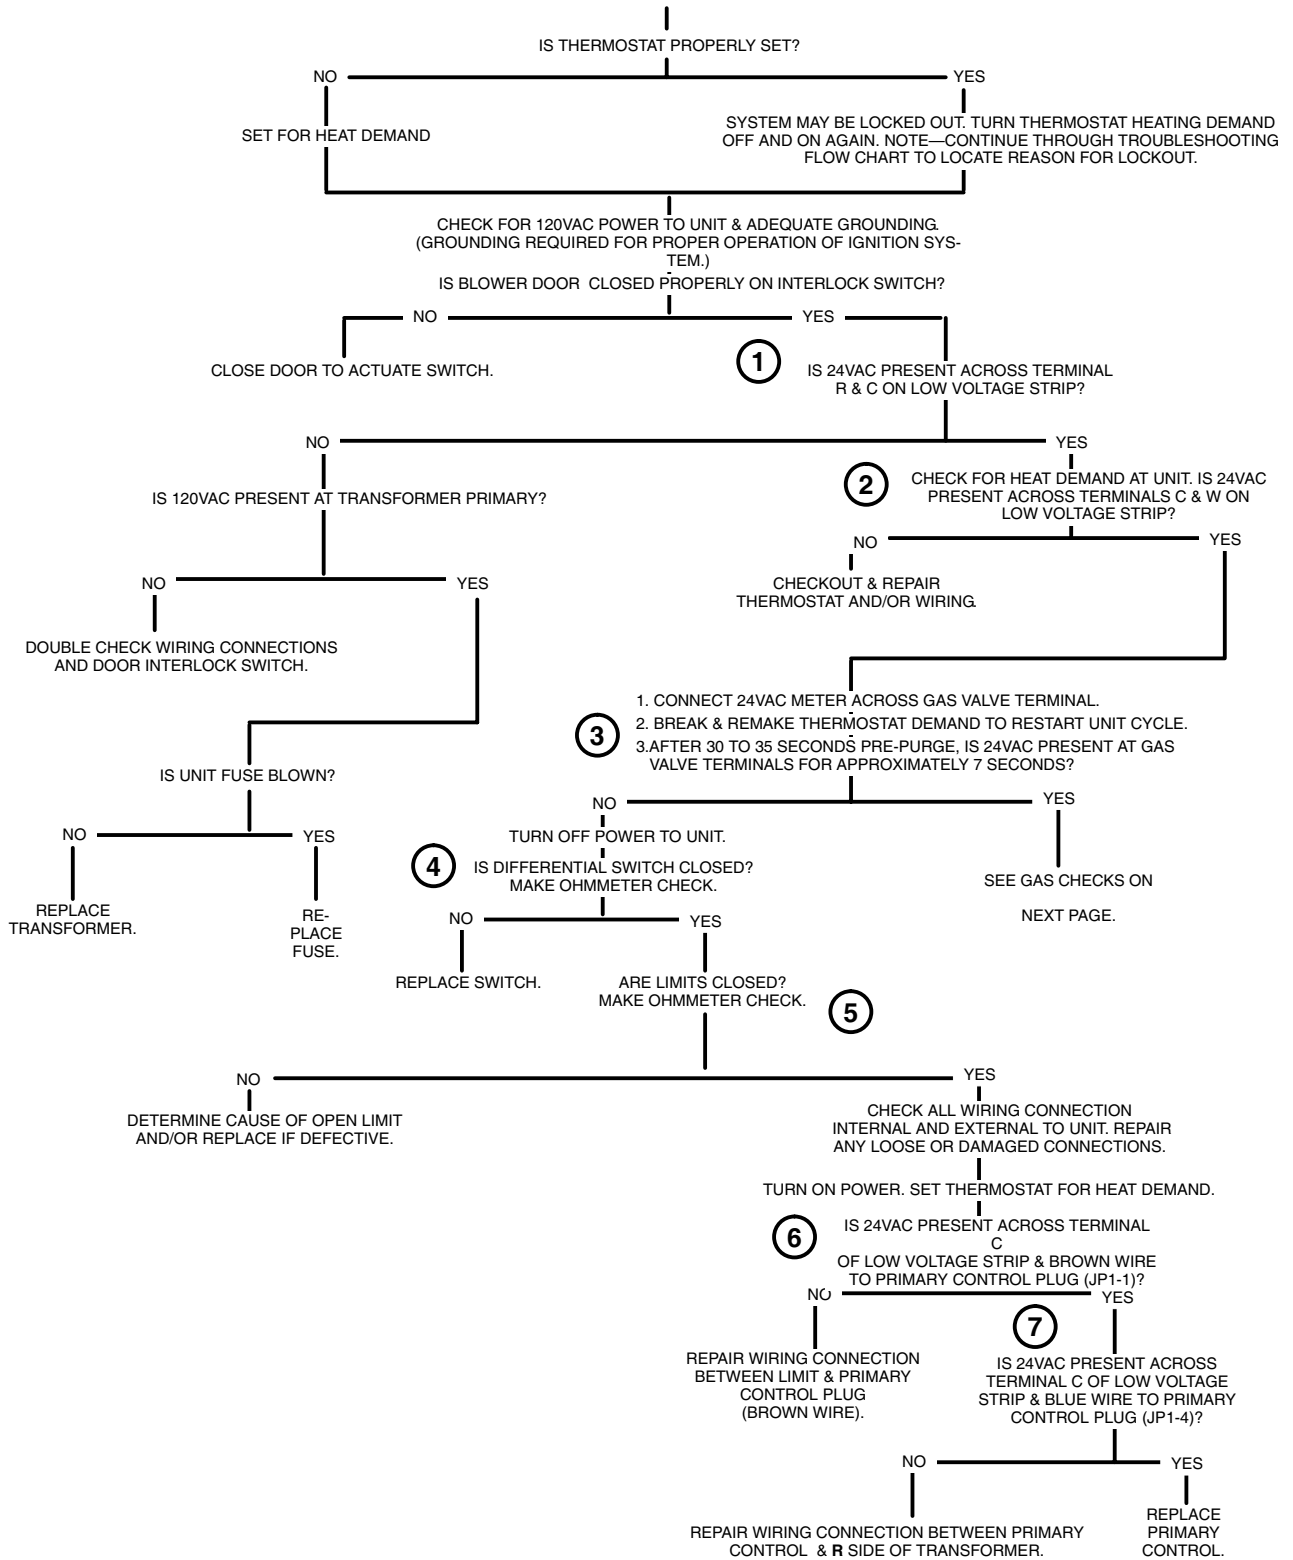 IS THERMOSTAT PROPERLY SET?
NO
YES
SET FOR HEAT DEMAND
SYSTEM MAY BE LOCKED OUT. TURN THERMOSTAT HEATING DEMAND
OFF AND ON AGAIN. NOTE—CONTINUE THROUGH TROUBLESHOOTING
FLOW CHART TO LOCATE REASON FOR LOCKOUT.
CHECK FOR 120VAC POWER TO UNIT & ADEQUATE GROUNDING.
(GROUNDING REQUIRED FOR PROPER OPERATION OF IGNITION SYS-
TEM.)
IS BLOWER DOOR CLOSED PROPERLY ON INTERLOCK SWITCH?
NO
YES
CLOSE DOOR TO ACTUATE SWITCH.
1
IS 24VAC PRESENT ACROSS TERMINAL
R & C ON LOW VOLTAGE STRIP?
NO
YES
IS 120VAC PRESENT AT TRANSFORMER PRIMARY?
2
CHECK FOR HEAT DEMAND AT UNIT. IS 24VAC
PRESENT ACROSS TERMINALS C & W ON
LOW VOLTAGE STRIP?
NO
YES
CHECKOUT & REPAIR
THERMOSTAT AND/OR WIRING.
NO
YES
DOUBLE CHECK WIRING CONNECTIONS
AND DOOR INTERLOCK SWITCH.
3
1. CONNECT 24VAC METER ACROSS GAS VALVE TERMINAL.
2. BREAK & REMAKE THERMOSTAT DEMAND TO RESTART UNIT CYCLE.
3.AFTER 30 TO 35 SECONDS PRE-PURGE, IS 24VAC PRESENT AT GAS
VALVE TERMINALS FOR APPROXIMATELY 7 SECONDS?
IS UNIT FUSE BLOWN?
NO
YES
REPLACE
TRANSFORMER.
RE-
PLACE
FUSE.
NO
YES
TURN OFF POWER TO UNIT.
4
IS DIFFERENTIAL SWITCH CLOSED?
MAKE OHMMETER CHECK.
SEE GAS CHECKS ON
NEXT PAGE.
NO
YES
REPLACE SWITCH.
ARE LIMITS CLOSED?
MAKE OHMMETER CHECK.
5
NO
YES
DETERMINE CAUSE OF OPEN LIMIT
AND/OR REPLACE IF DEFECTIVE.
CHECK ALL WIRING CONNECTION
INTERNAL AND EXTERNAL TO UNIT. REPAIR
ANY LOOSE OR DAMAGED CONNECTIONS.
TURN ON POWER. SET THERMOSTAT FOR HEAT DEMAND.
6
IS 24VAC PRESENT ACROSS TERMINAL
C
OF LOW VOLTAGE STRIP & BROWN WIRE
TO PRIMARY CONTROL PLUG (JP1-1)?
NO
YES
REPAIR WIRING CONNECTION
BETWEEN LIMIT & PRIMARY
CONTROL PLUG
(BROWN WIRE).
7
IS 24VAC PRESENT ACROSS
TERMINAL C OF LOW VOLTAGE
STRIP & BLUE WIRE TO PRIMARY
CONTROL PLUG (JP1-4)?
NO
YES
REPAIR WIRING CONNECTION BETWEEN PRIMARY
CONTROL & R SIDE OF TRANSFORMER.
REPLACE
PRIMARY
CONTROL.